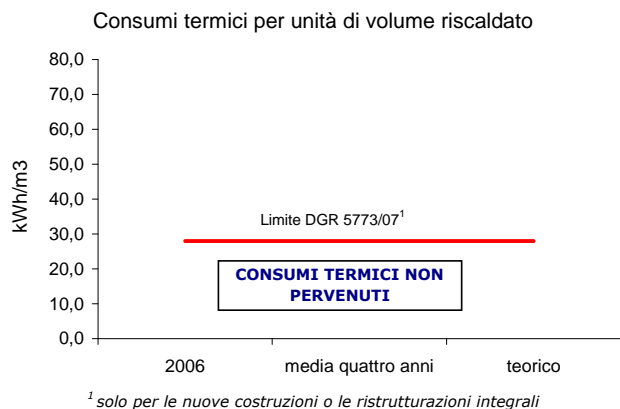 Consumi termici per unità di volume riscaldato
80,0
70,0
60,0
50,0
40,0
30,0
20,0
10,0
0,0
kWh/m3
Limite DGR 5773/07¹
CONSUMI TERMICI NON
PERVENUTI
2006 media quattro anni teorico
¹ solo per le nuove costruzioni o le ristrutturazioni integrali